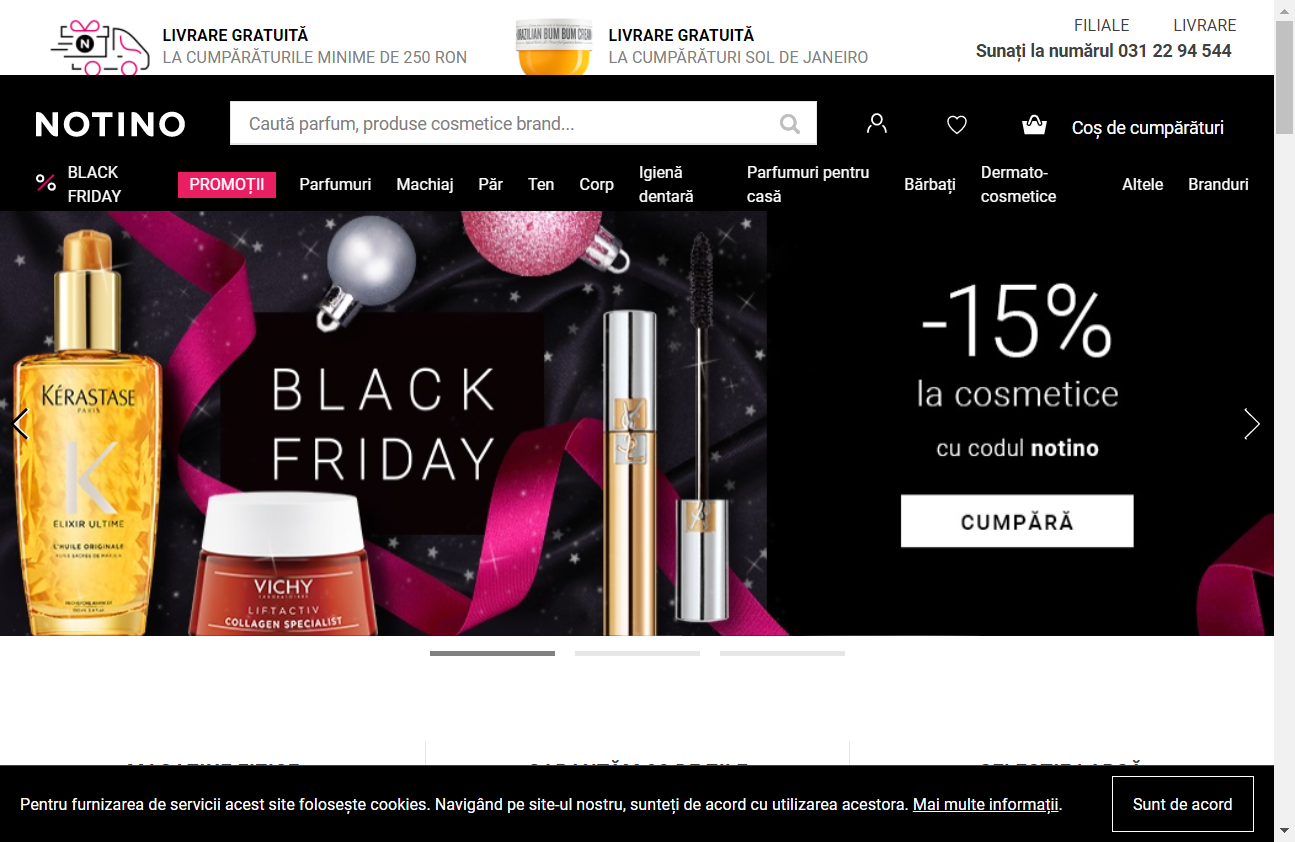 LIVRARE GRATUITĂ
LA CUMPĂRĂTURILE MINIME DE 250 RON
BRAZILIAN BUM BUM CREAM
LIVRARE GRATUITĂ
LA CUMPĂRĂTURI SOL DE JANEIRO
FILIALE
LIVRARE
Sunați la numărul 031 22 94 544
N
NOTINO
Caută parfum, produse cosmetice brand...
Coș de cumpărături
BLACK
FRIDAY
PROMOȚII
Parfumuri
Machiaj
Păr
Ten
Corp
Igienă
dentară
Parfumuri pentru
casă
Bărbați
Dermato-
cosmetice
Altele
Branduri
KÉRASTASE
PARIS
K
ELIXIR ULTIME
L'HUILE ORIGINALE
BLACK
FRIDAY
VICHY
LABORATOIRES
LIFTACTIV
COLLAGEN SPECIALIST
-15%
la cosmetice
cu codul notino
CUMPĂRĂ
Pentru furnizarea de servicii acest site folosește cookies. Navigând pe site-ul nostru, sunteți de acord cu utilizarea acestora. Mai multe informații.
Sunt de acord